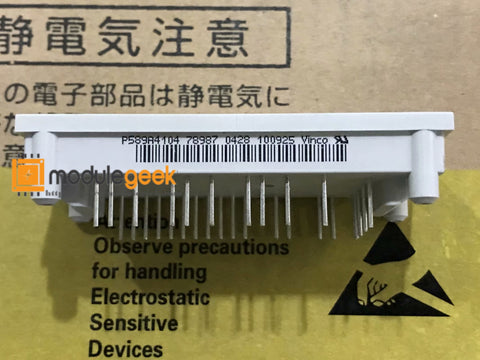 静電気注意
の電子部品は静電気に
P589A4104 78987 0428 100925 Vinco
modulegeek
Attention
Observe precautions
for handling
Electrostatic
Sensitive
Devices